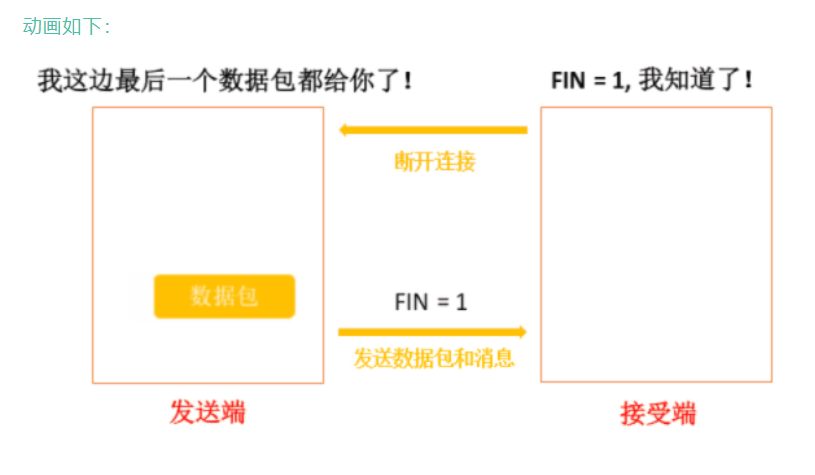 动画如下：
我这边最后一个数据包都给你了！
FIN = 1, 我知道了！
断开连接
数据包
FIN = 1
发送数据包和消息
发送端
接受端